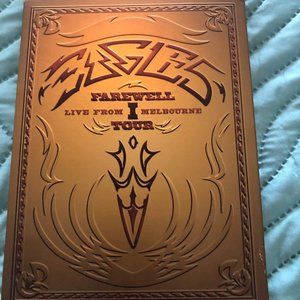 EAGLES
FAREWELL
I
LIVE FROM MELBOURNE
TOUR